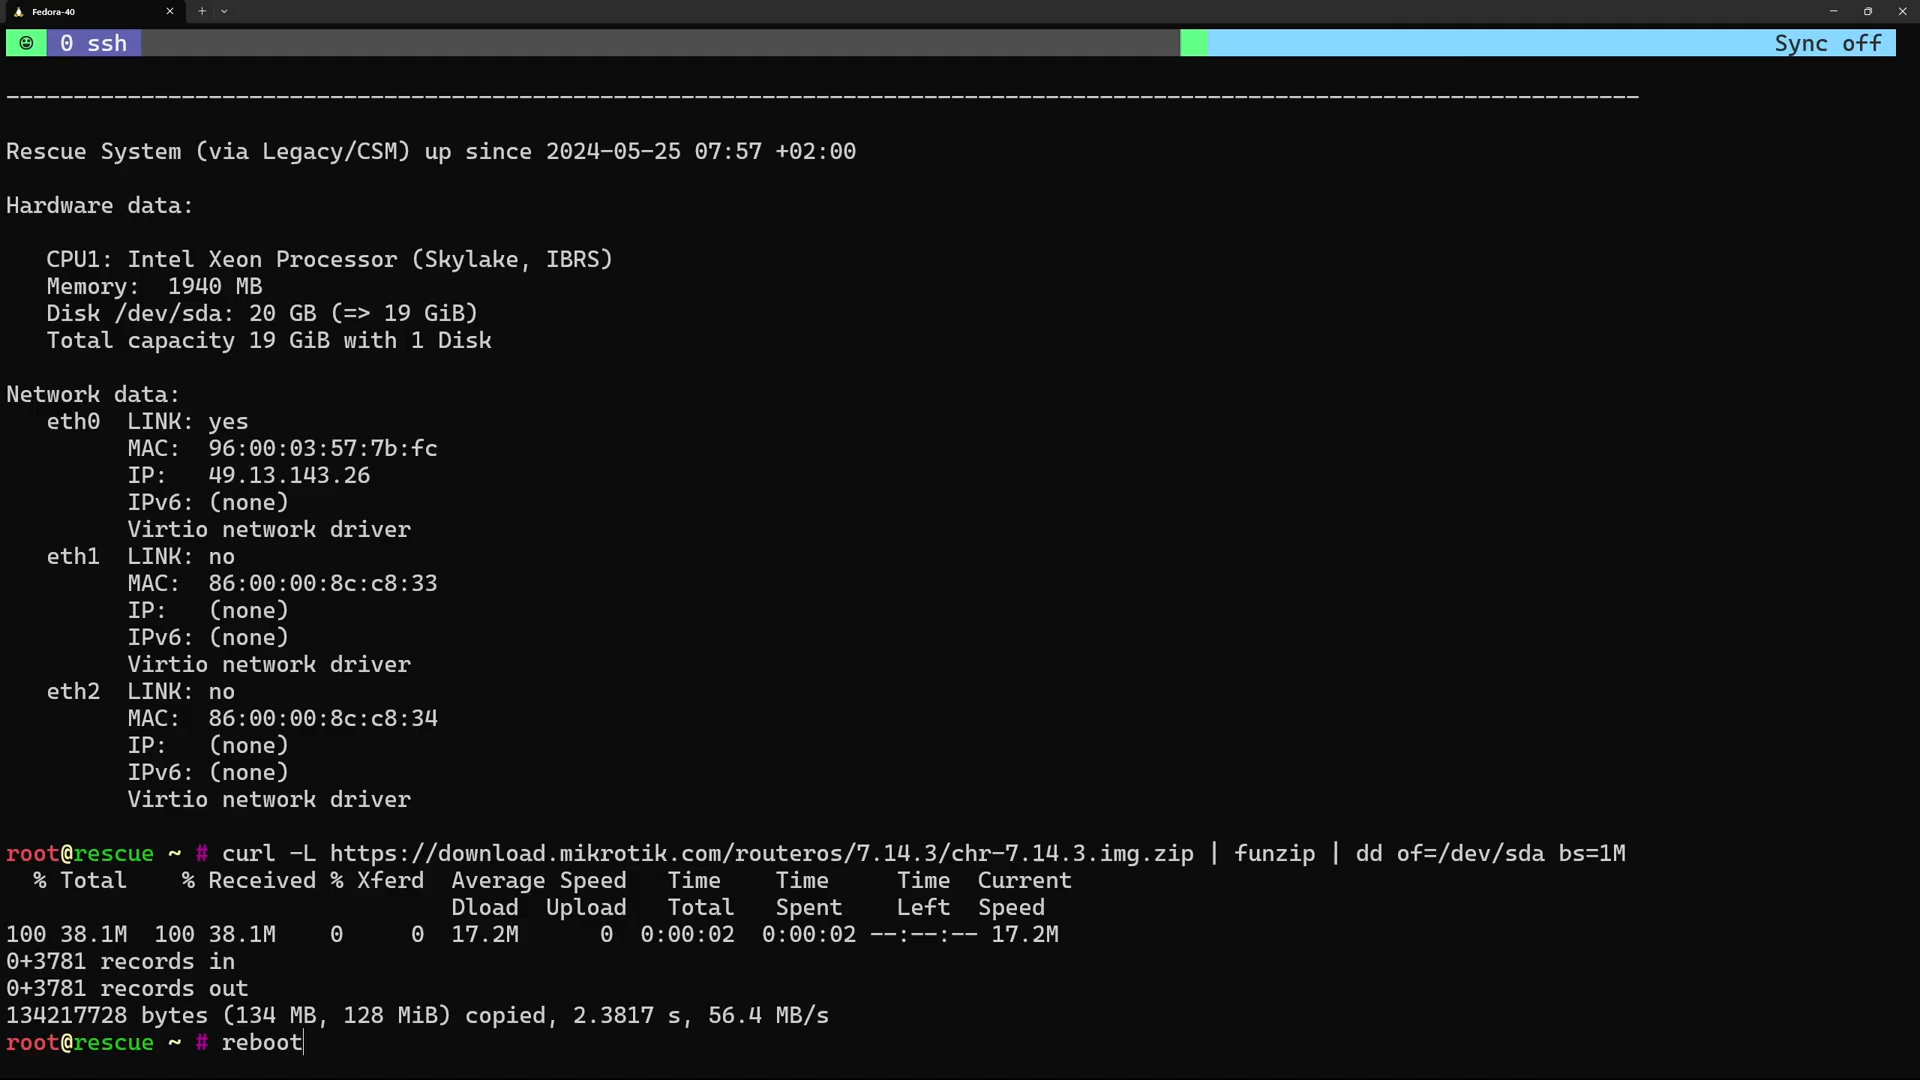 Fedora-40
0 ssh
Sync off
------------------------------------------------------------------------------------------------------------------------
Rescue System (via Legacy/CSM) up since 2024-05-25 07:57 +02:00
Hardware data:
CPU1: Intel Xeon Processor (Skylake, IBRS)
Memory:  1940 MB
Disk /dev/sda: 20 GB (=> 19 GiB)
Total capacity 19 GiB with 1 Disk
Network data:
eth0  LINK: yes
MAC:  96:00:03:57:7b:fc
IP:   49.13.143.26
IPv6: (none)
Virtio network driver
eth1  LINK: no
MAC:  86:00:00:8c:c8:33
IP:   (none)
IPv6: (none)
Virtio network driver
eth2  LINK: no
MAC:  86:00:00:8c:c8:34
IP:   (none)
IPv6: (none)
Virtio network driver
root@rescue ~ # curl -L https://download.mikrotik.com/routeros/7.14.3/chr-7.14.3.img.zip | funzip | dd of=/dev/sda bs=1M
% Total    % Received % Xferd  Average Speed   Time    Time     Time  Current
Dload  Upload   Total   Spent    Left  Speed
100 38.1M  100 38.1M    0     0  17.2M      0  0:00:02  0:00:02 --:--:-- 17.2M
0+3781 records in
0+3781 records out
134217728 bytes (134 MB, 128 MiB) copied, 2.3817 s, 56.4 MB/s
root@rescue ~ # reboot